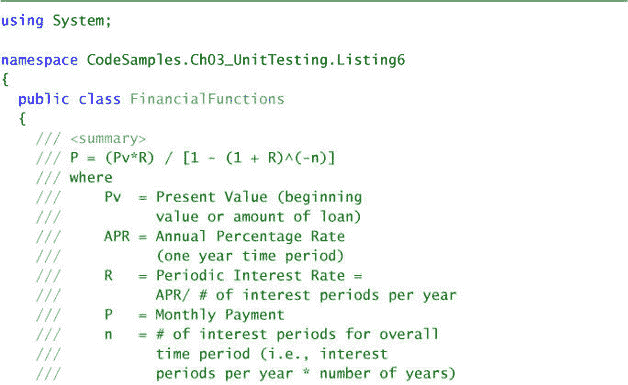 using System;
namespace CodeSamples.Ch03_UnitTesting.Listing6
{
  public class FinancialFunctions
  {
    /// <summary>
    /// P = (Pv*R) / [1 - (1 + R)^(-n)]
    /// where
    ///     Pv  = Present Value (beginning
    ///           value or amount of loan)
    ///     APR = Annual Percentage Rate
    ///           (one year time period)
    ///     R   = Periodic Interest Rate =
    ///           APR/ # of interest periods per year
    ///     P   = Monthly Payment
    ///     n   = # of interest periods for overall
    ///           time period (i.e., interest
    ///           periods per year * number of years)